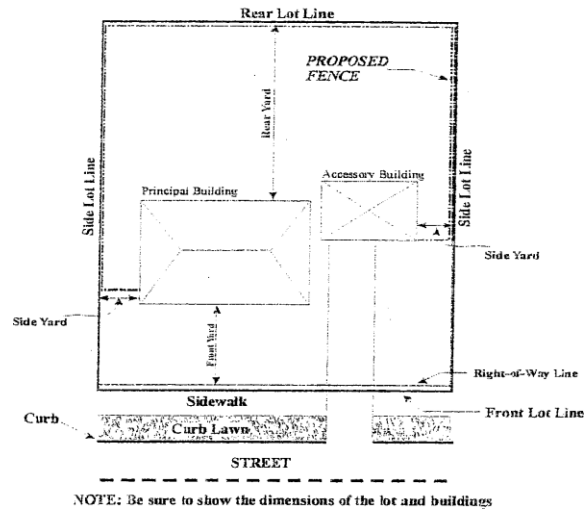 Rear Lot Line
PROPOSED
FENCE
Rear Yard
Side Lot Line
Side Lot Line
Accessory Building
Principal Building
Side Yard
Side Yard
Front Yard
Right-of-Way Line
Sidewalk
Front Lot Line
Curb
Curb Lawn
STREET
NOTE: Be sure to show the dimensions of the lot and buildings